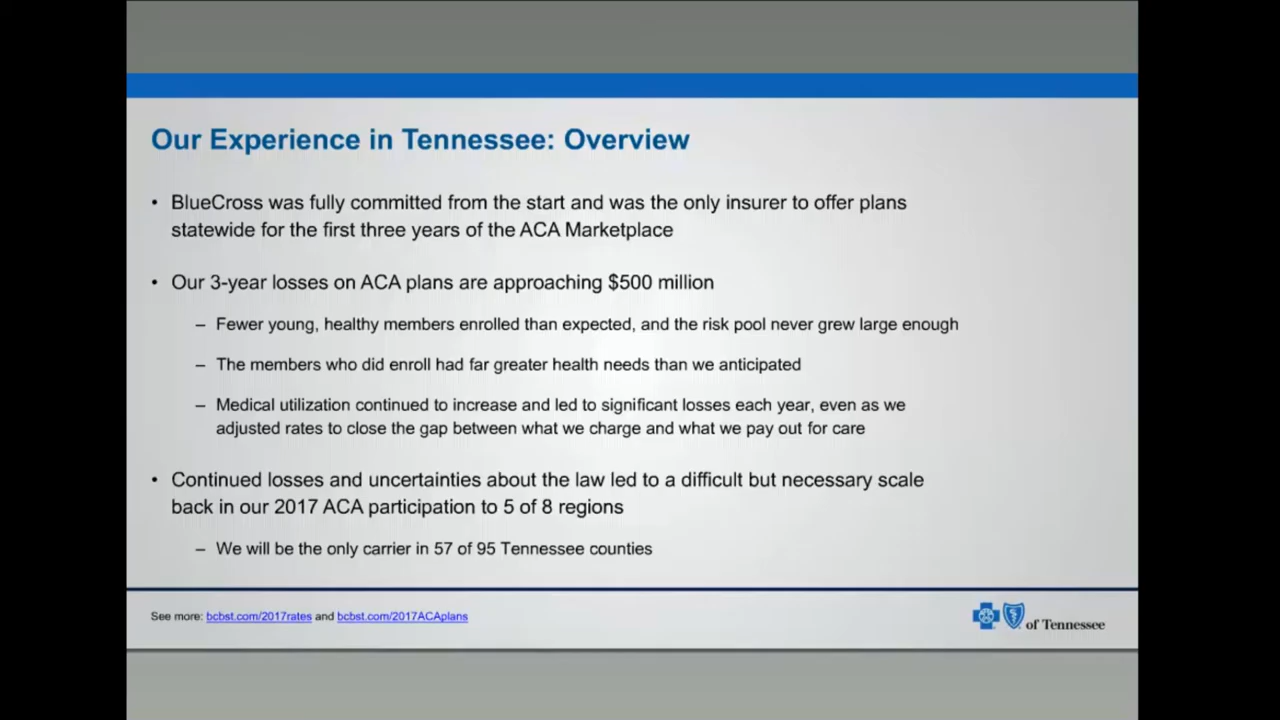 Our Experience in Tennessee: Overview
• BlueCross was fully committed from the start and was the only insurer to offer plans
statewide for the first three years of the ACA Marketplace
• Our 3-year losses on ACA plans are approaching $500 million
– Fewer young, healthy members enrolled than expected, and the risk pool never grew large enough
– The members who did enroll had far greater health needs than we anticipated
– Medical utilization continued to increase and led to significant losses each year, even as we
adjusted rates to close the gap between what we charge and what we pay out for care
• Continued losses and uncertainties about the law led to a difficult but necessary scale
back in our 2017 ACA participation to 5 of 8 regions
– We will be the only carrier in 57 of 95 Tennessee counties
See more: bcbst.com/2017rates and bcbst.com/2017ACAplans
of Tennessee